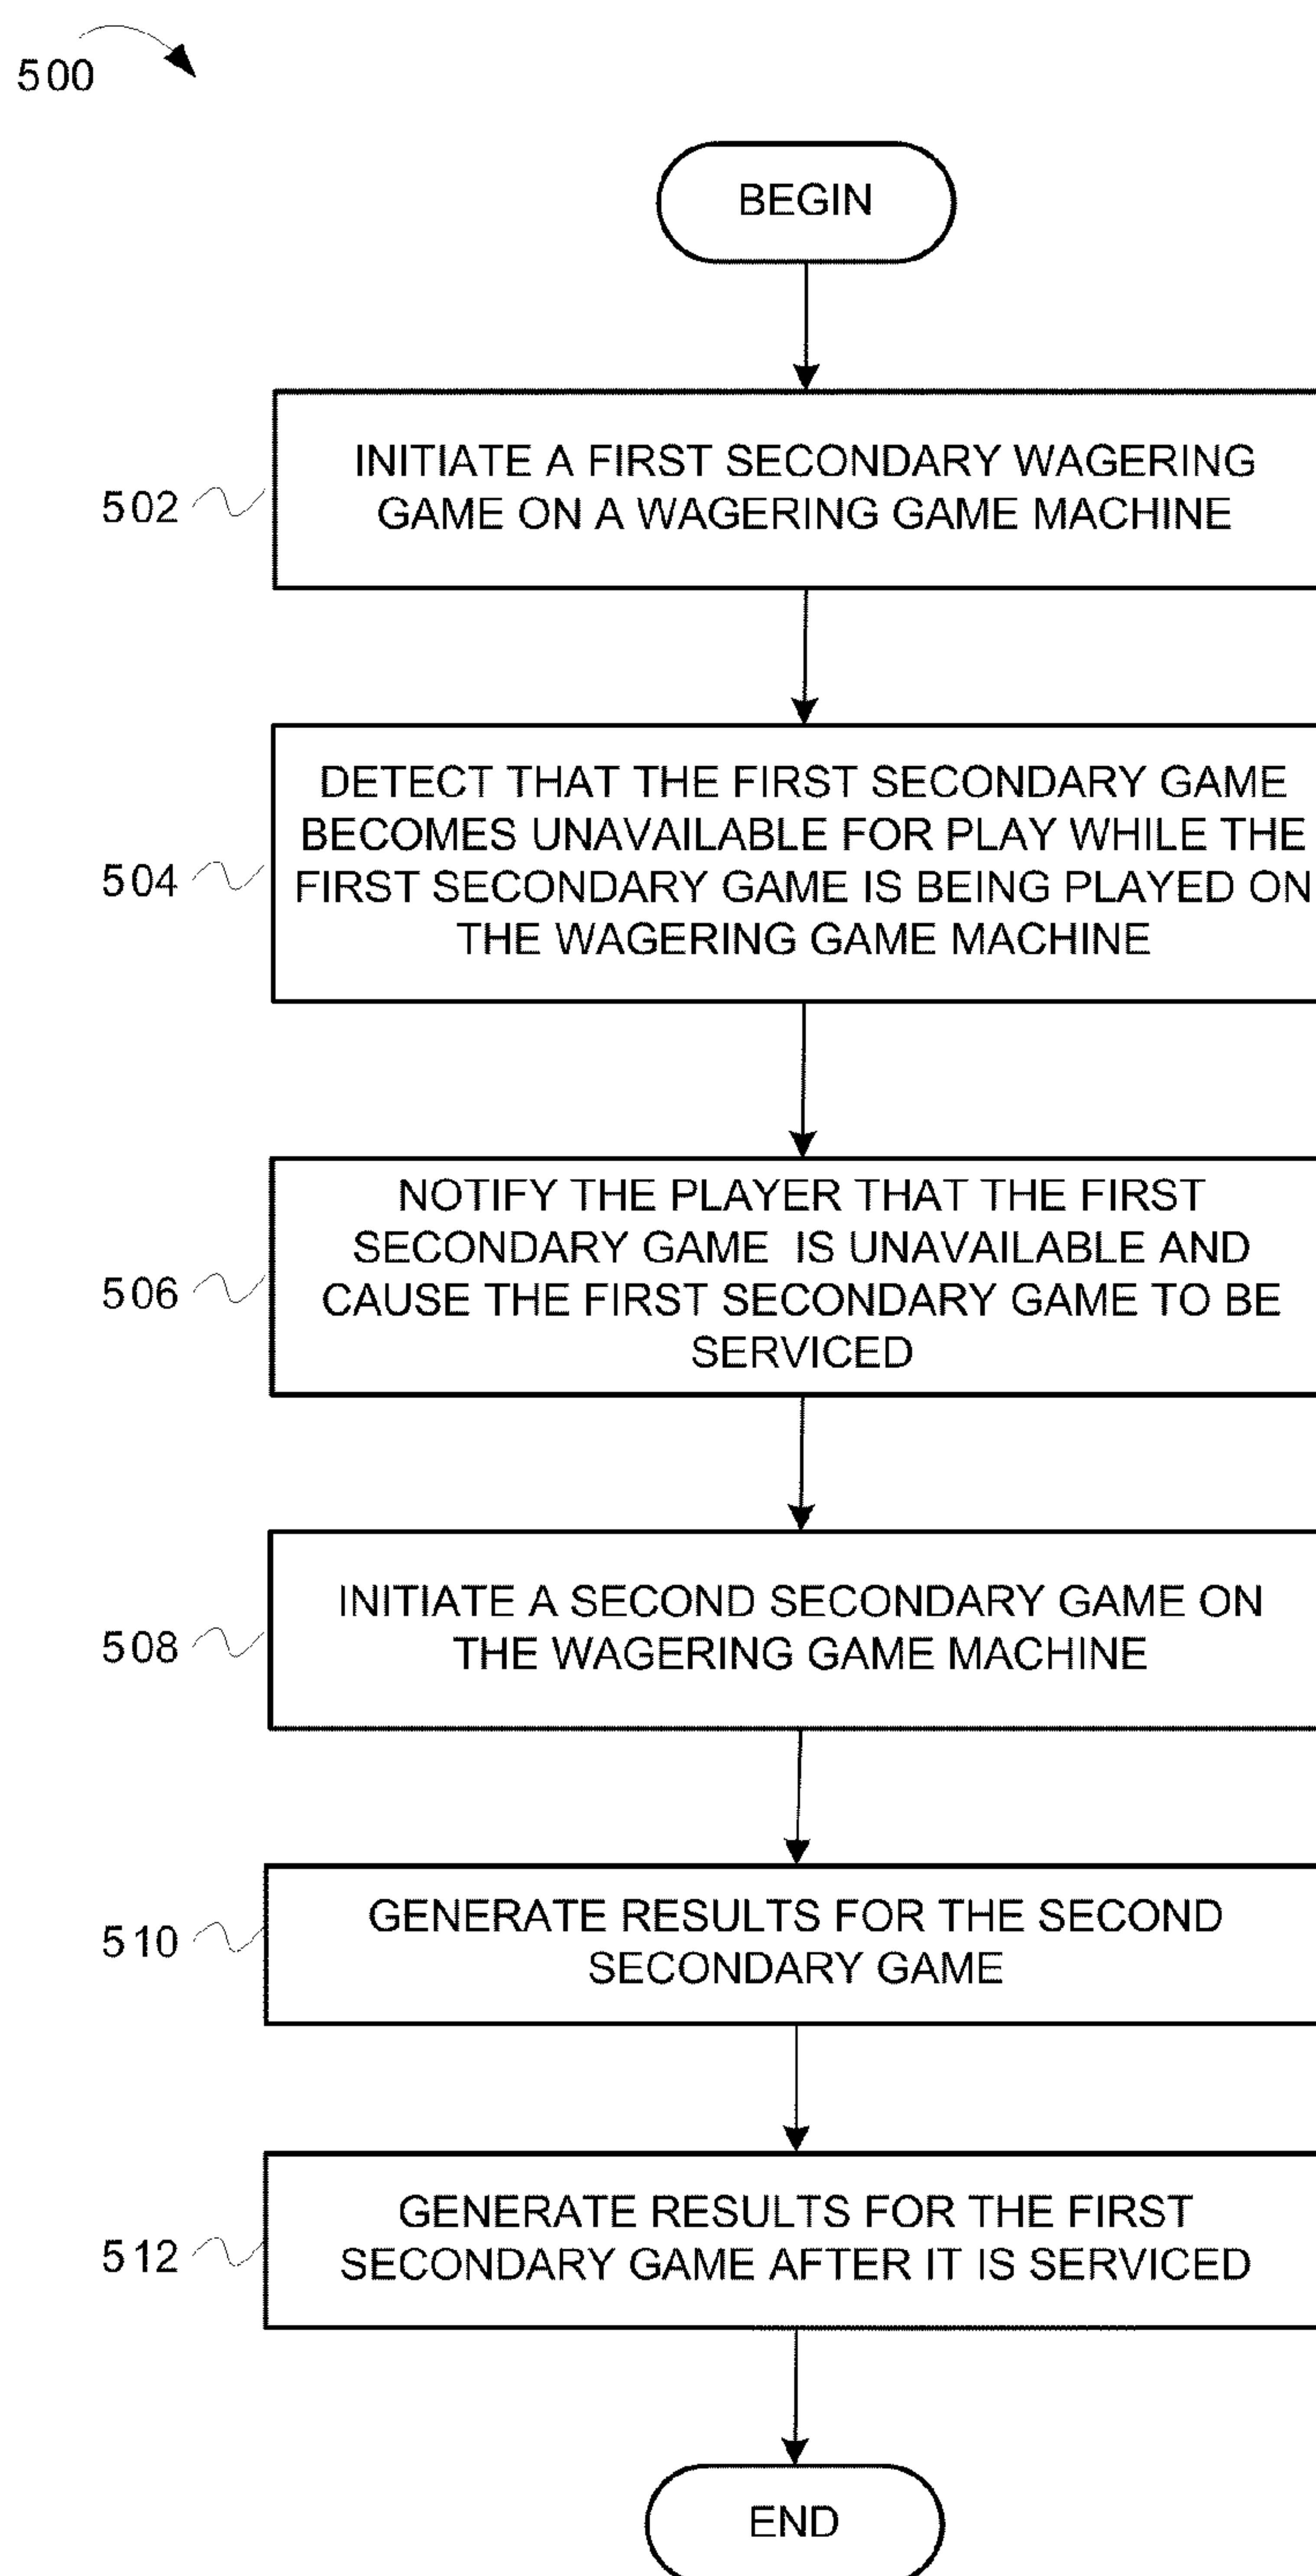 500
BEGIN
502
INITIATE A FIRST SECONDARY WAGERING
GAME ON A WAGERING GAME MACHINE
504
DETECT THAT THE FIRST SECONDARY GAME
BECOMES UNAVAILABLE FOR PLAY WHILE THE
FIRST SECONDARY GAME IS BEING PLAYED ON
THE WAGERING GAME MACHINE
506
NOTIFY THE PLAYER THAT THE FIRST
SECONDARY GAME IS UNAVAILABLE AND
CAUSE THE FIRST SECONDARY GAME TO BE
SERVICED
508
INITIATE A SECOND SECONDARY GAME ON
THE WAGERING GAME MACHINE
510
GENERATE RESULTS FOR THE SECOND
SECONDARY GAME
512
GENERATE RESULTS FOR THE FIRST
SECONDARY GAME AFTER IT IS SERVICED
END